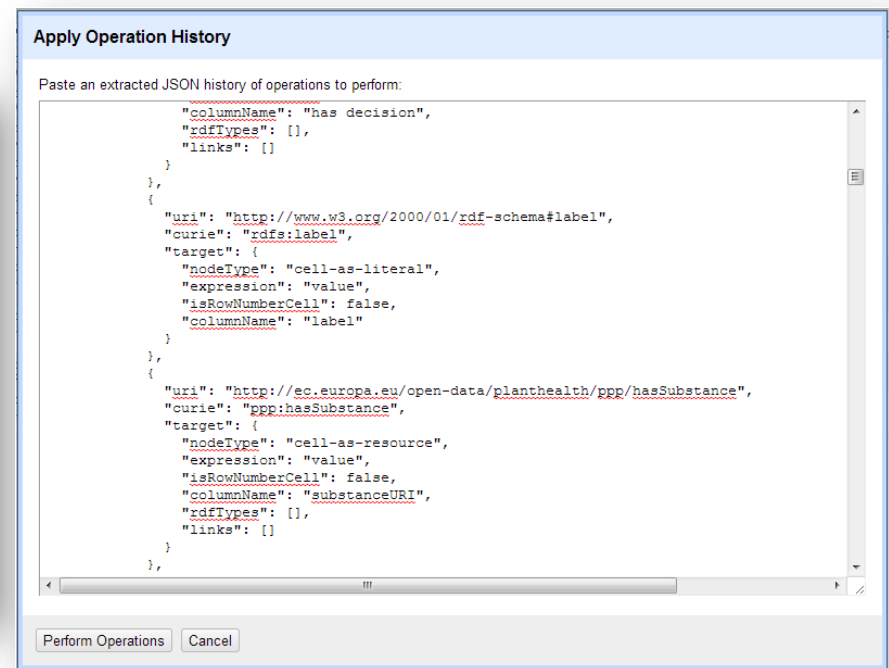 Apply Operation History
Paste an extracted JSON history of operations to perform:
"columnName": "has decision",
"rdfTypes": [],
"links": []
}
},
{
"uri": "http://www.w3.org/2000/01/rdf-schema#label",
"curie": "rdfs:label",
"target": {
"nodeType": "cell-as-literal",
"expression": "value",
"isRowNumberCell": false,
"columnName": "label"
}
},
{
"uri": "http://ec.europa.eu/open-data/planthealth/ppp/hasSubstance",
"curie": "ppp:hasSubstance",
"target": {
"nodeType": "cell-as-resource",
"expression": "value",
"isRowNumberCell": false,
"columnName": "substanceURI",
"rdfTypes": [],
"links": []
}
},
Perform Operations Cancel